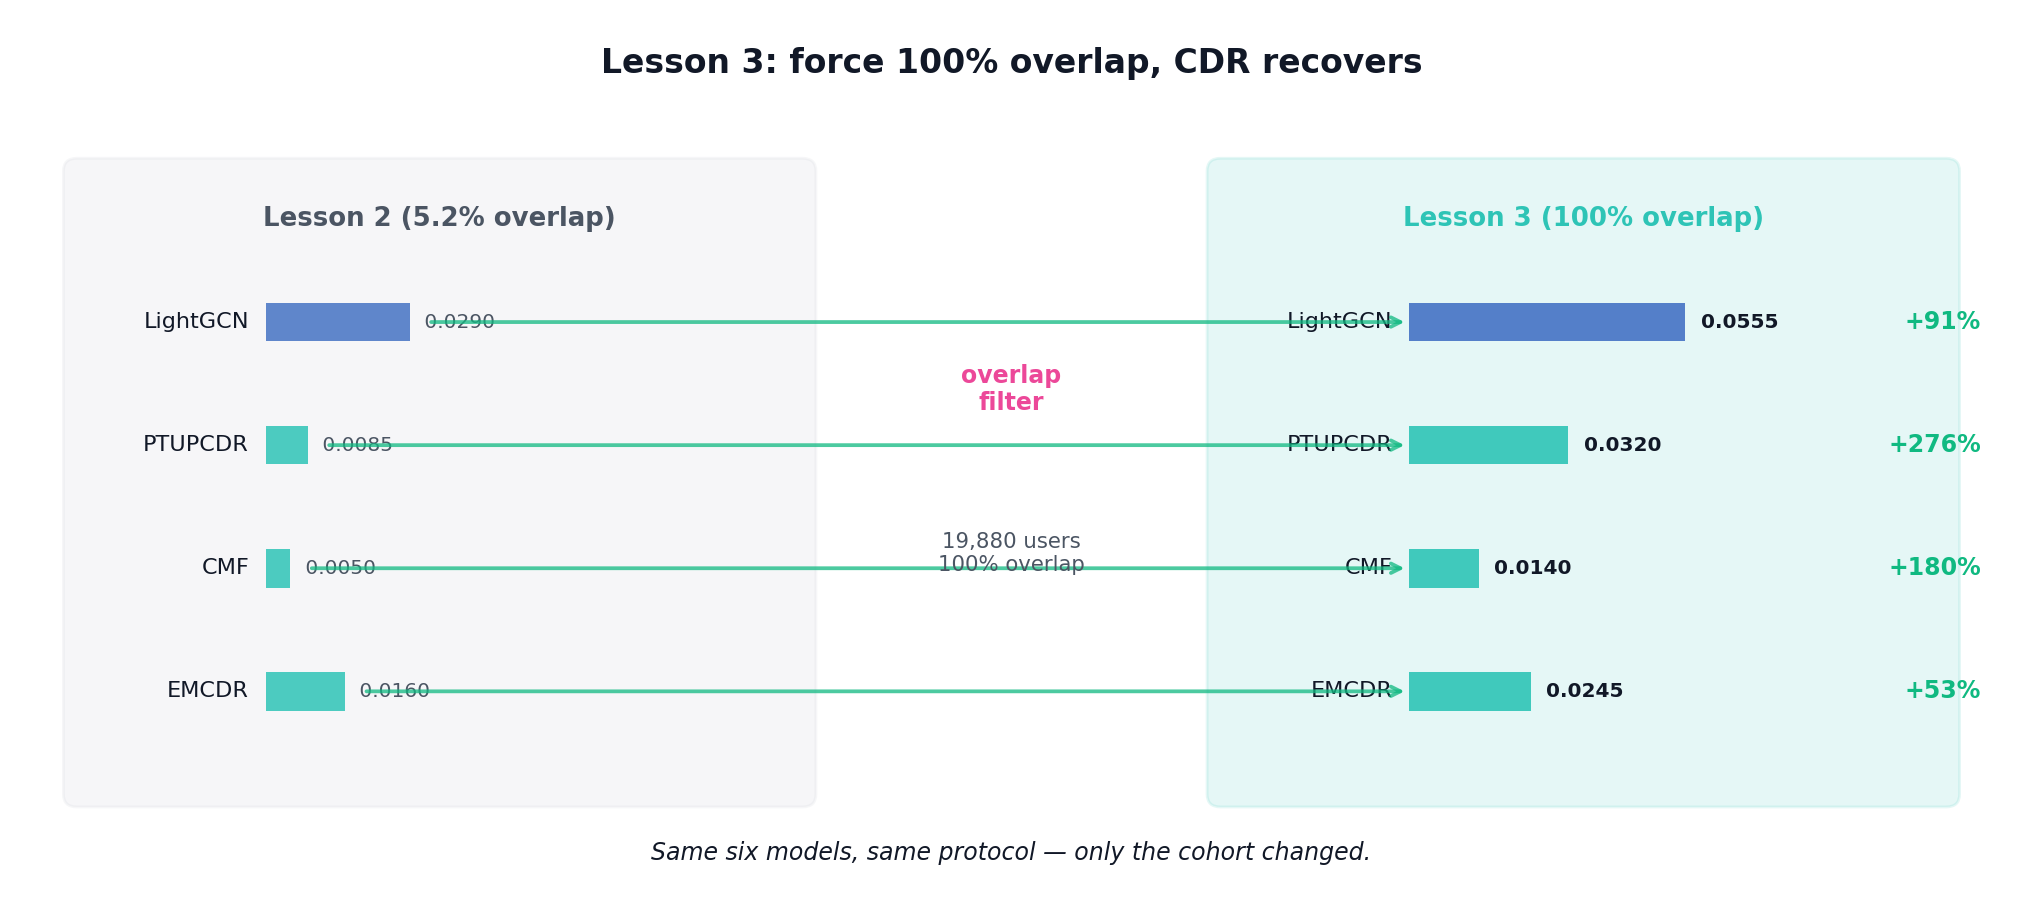 Lesson 3: force 100% overlap, CDR recovers
Lesson 2 (5.2% overlap)
LightGCN 0.0290
PTUPCDR 0.0085
CMF 0.0050
EMCDR 0.0160
overlap
filter
19,880 users
100% overlap
Lesson 3 (100% overlap)
LightGCN 0.0555 +91%
PTUPCDR 0.0320 +276%
CMF 0.0140 +180%
EMCDR 0.0245 +53%
Same six models, same protocol — only the cohort changed.